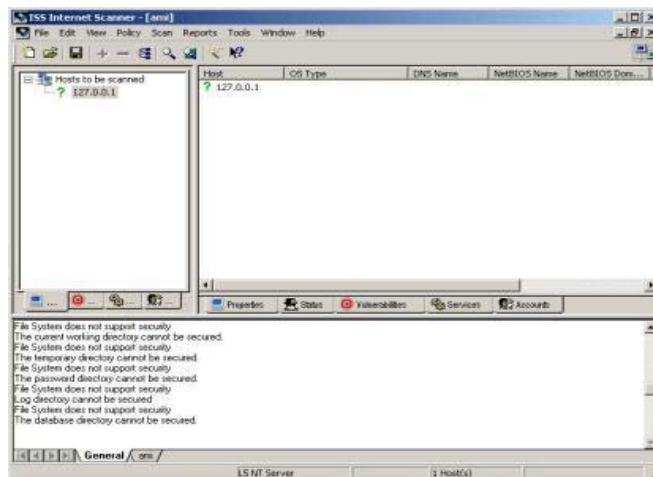 ISS Internet Scanner - [ami]
File Edit View Policy Scan Reports Tools Window Help
Hosts to be scanned
127.0.0.1
Host OS Type DNS Name NetBIOS Name NetBIOS Dom...
? 127.0.0.1
... ... ... ...
Properties Status Vulnerabilities Services Accounts
File System does not support security
The current working directory cannot be secured.
File System does not support security
The temporary directory cannot be secured.
File System does not support security
The password directory cannot be secured.
File System does not support security
Log directory cannot be secured
File System does not support security
The database directory cannot be secured.
General ami
L5 NT Server 1 Host(s)